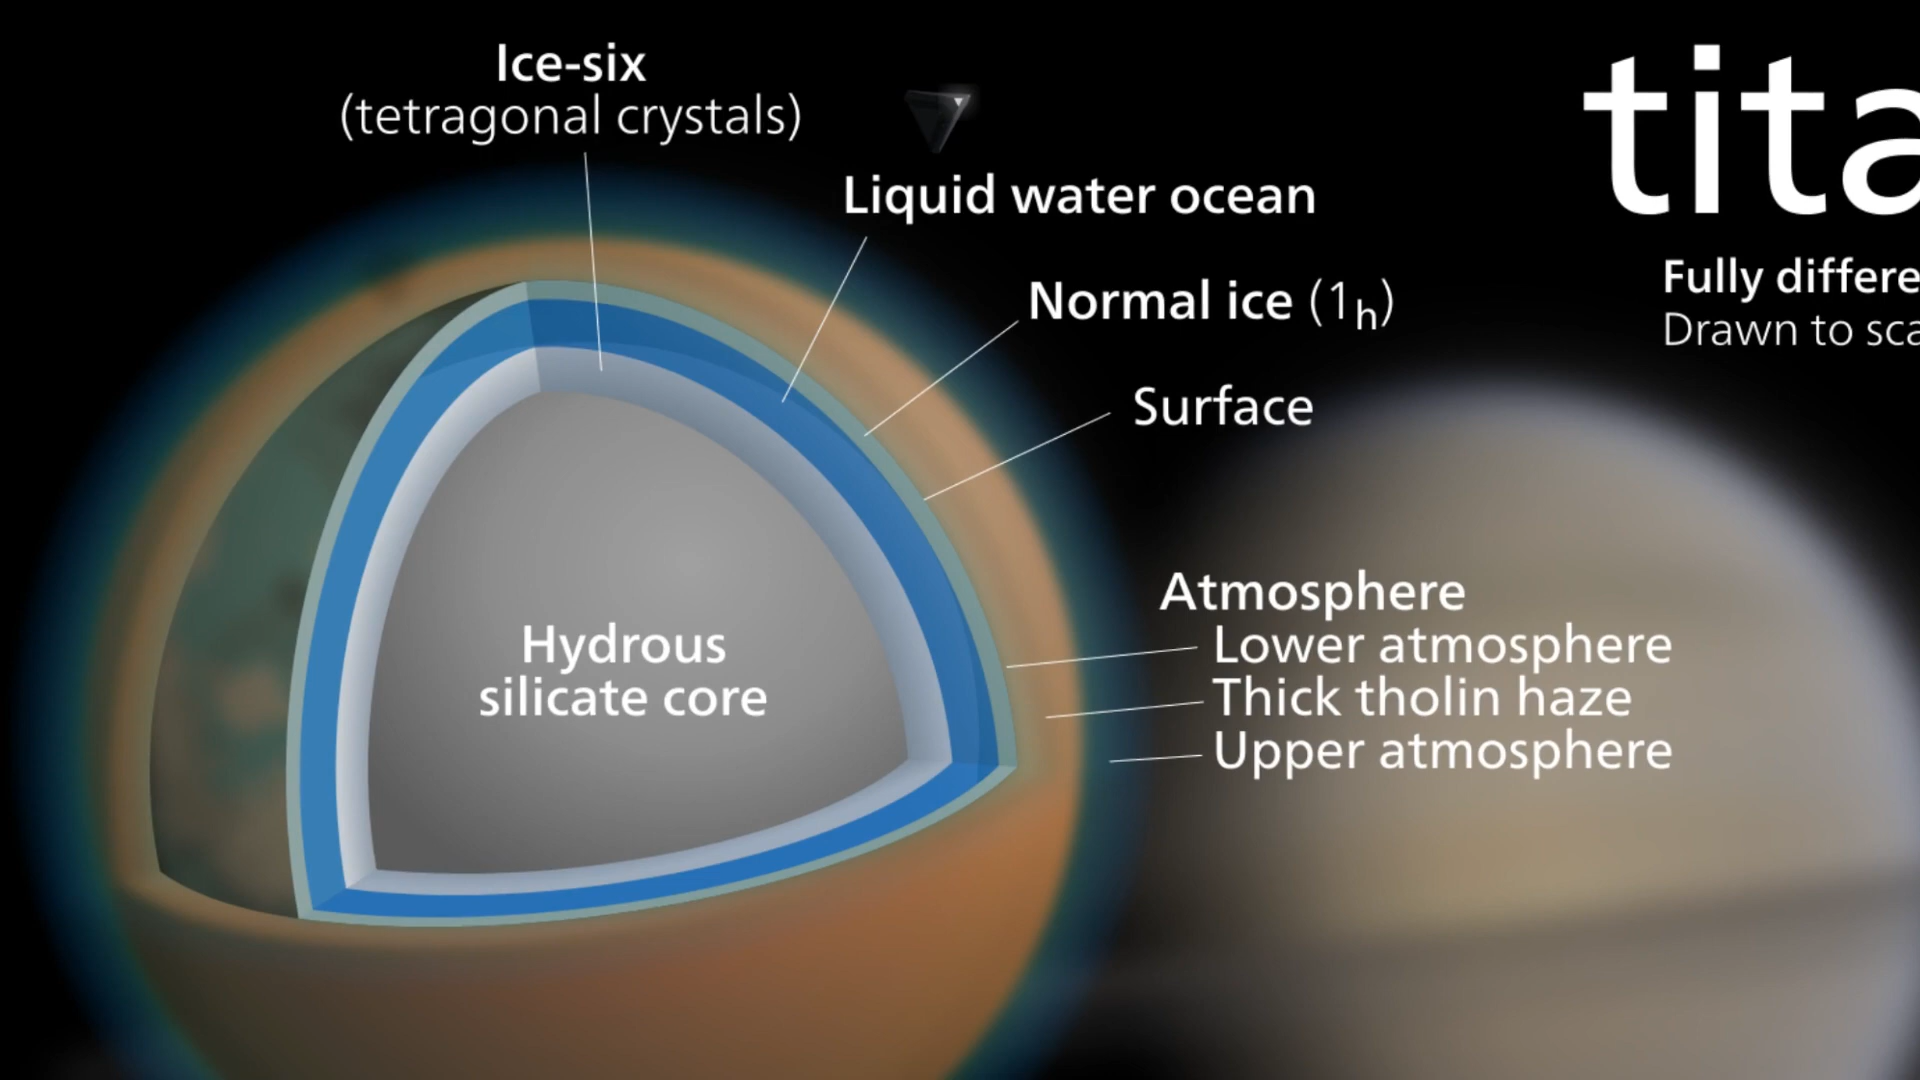 Ice-six
(tetragonal crystals)
tita
Liquid water ocean
Normal ice (1h)
Fully differe
Drawn to sca
Surface
Atmosphere
Lower atmosphere
Thick tholin haze
Upper atmosphere
Hydrous
silicate core